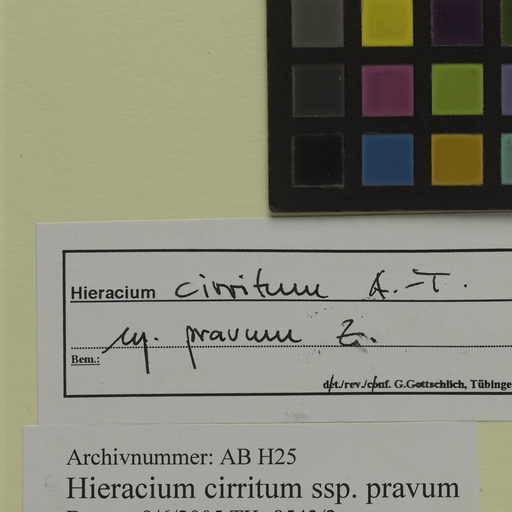 Hieracium cirritum A.-T.
ssp. pravum Z.
Bem.:
det./rev./conf. G.Gottschlich, Tübinge
Archivnummer: AB H25
Hieracium cirritum ssp. pravum